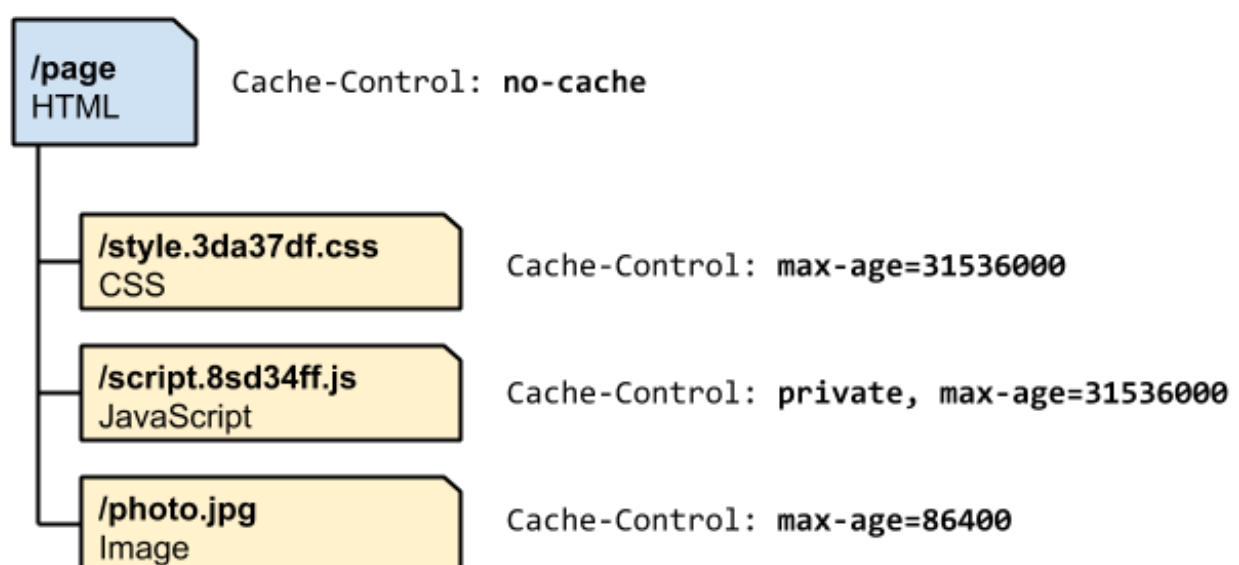 /page
HTML
Cache-Control: no-cache
/style.3da37df.css
CSS
Cache-Control: max-age=31536000
/script.8sd34ff.js
JavaScript
Cache-Control: private, max-age=31536000
/photo.jpg
Image
Cache-Control: max-age=86400